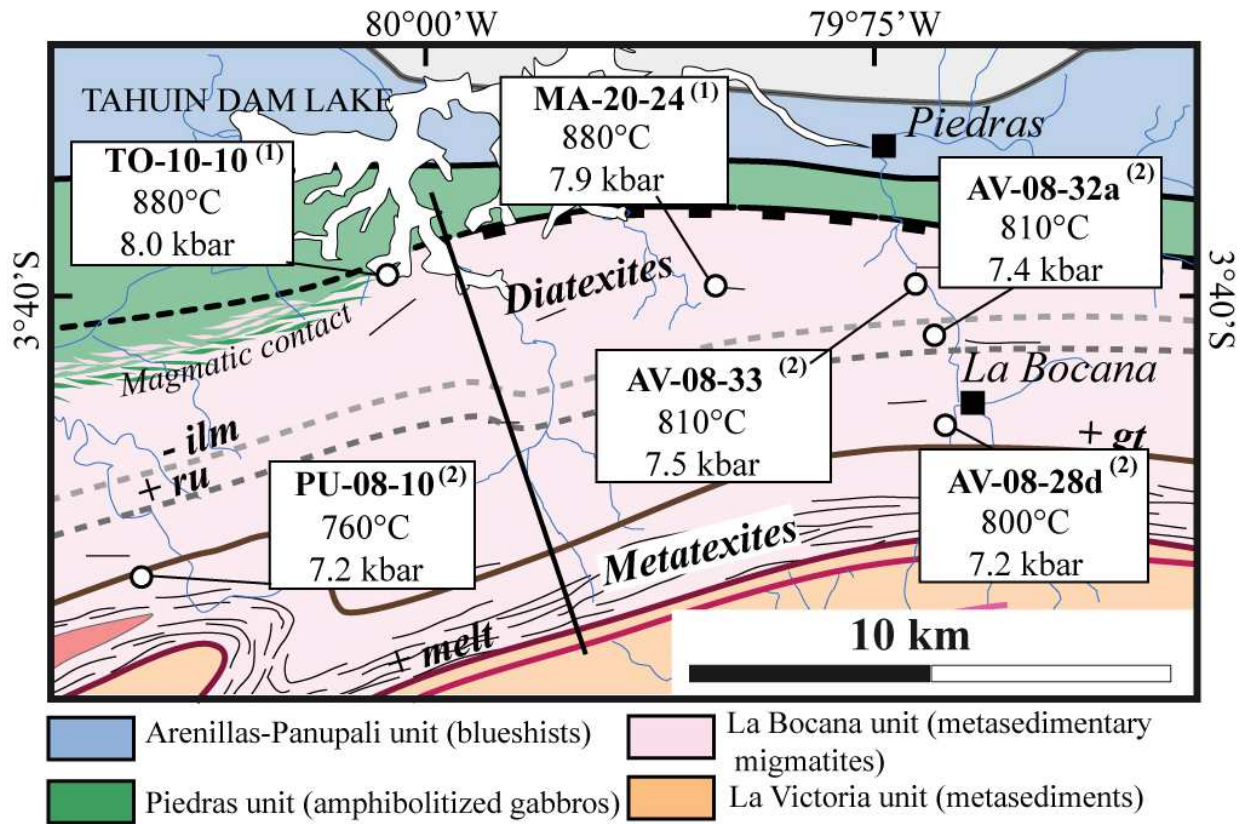 80°00'W
79°75'W
TAHUIN DAM LAKE
MA-20-24 (1)
880°C
7.9 kbar
Piedras
TO-10-10 (1)
880°C
8.0 kbar
AV-08-32a (2)
810°C
7.4 kbar
3°40'S
3°40'S
Diatexites
Magmatic contact
AV-08-33 (2)
810°C
7.5 kbar
La Bocana
- ilm
+ ru
+ gt
PU-08-10 (2)
760°C
7.2 kbar
AV-08-28d (2)
800°C
7.2 kbar
Metatexites
+ melt
10 km
Arenillas-Panupali unit (blueshists)
La Bocana unit (metasedimentary
migmatites)
Piedras unit (amphibolitized gabbros)
La Victoria unit (metasediments)